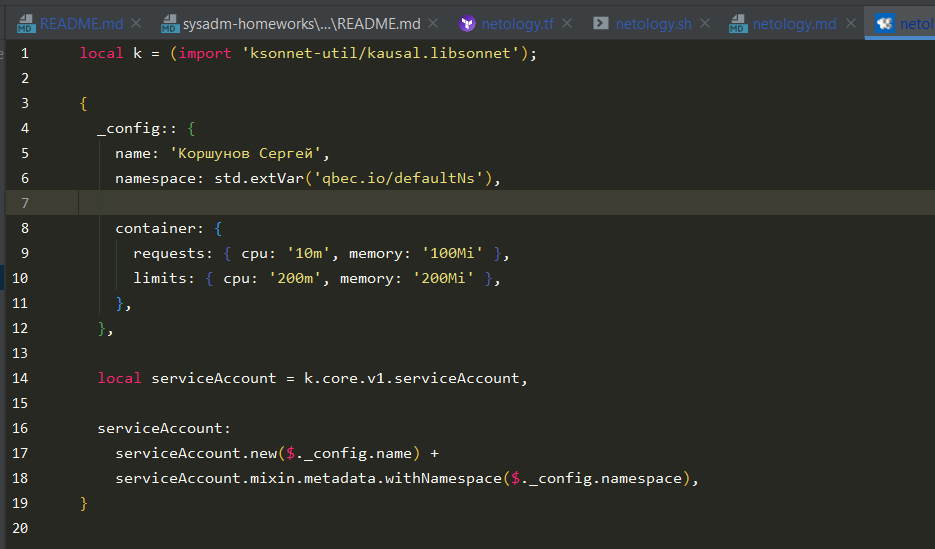 README.md
sysadm-homeworks\...\README.md
netology.tf
netology.sh
netology.md
netol
1 local k = (import 'ksonnet-util/kausal.libsonnet');
2
3 {
4 _config:: {
5 name: 'Коршунов Сергей',
6 namespace: std.extVar('qbec.io/defaultNs'),
7
8 container: {
9 requests: { cpu: '10m', memory: '100Mi' },
10 limits: { cpu: '200m', memory: '200Mi' },
11 },
12 },
13
14 local serviceAccount = k.core.v1.serviceAccount,
15
16 serviceAccount:
17 serviceAccount.new($._config.name) +
18 serviceAccount.mixin.metadata.withNamespace($._config.namespace),
19 }
20